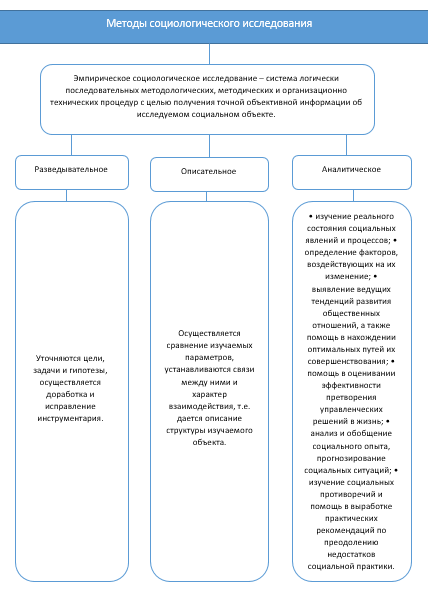 Методы социологического исследования
Эмпирическое социологическое исследование – система логически
последовательных методологических, методических и организационно
технических процедур с целью получения точной объективной информации об
исследуемом социальном объекте.
Разведывательное
Описательное
Аналитическое
Уточняются цели,
задачи и гипотезы,
осуществляется
доработка и
исправление
инструментария.
Осуществляется
сравнение изучаемых
параметров,
устанавливаются связи
между ними и
характер
взаимодействия, т.е.
дается описание
структуры изучаемого
объекта.
• изучение реального
состояния социальных
явлений и процессов; •
определение факторов,
воздействующих на их
изменение; •
выявление ведущих
тенденций развития
общественных
отношений, а также
помощь в нахождении
оптимальных путей их
совершенствования; •
помощь в оценивании
эффективности
претворения
управленческих
решений в жизнь; •
анализ и обобщение
социального опыта,
прогнозирование
социальных ситуаций; •
изучение социальных
противоречий и
помощь в выработке
практических
рекомендаций по
преодолению
недостатков
социальной практики.